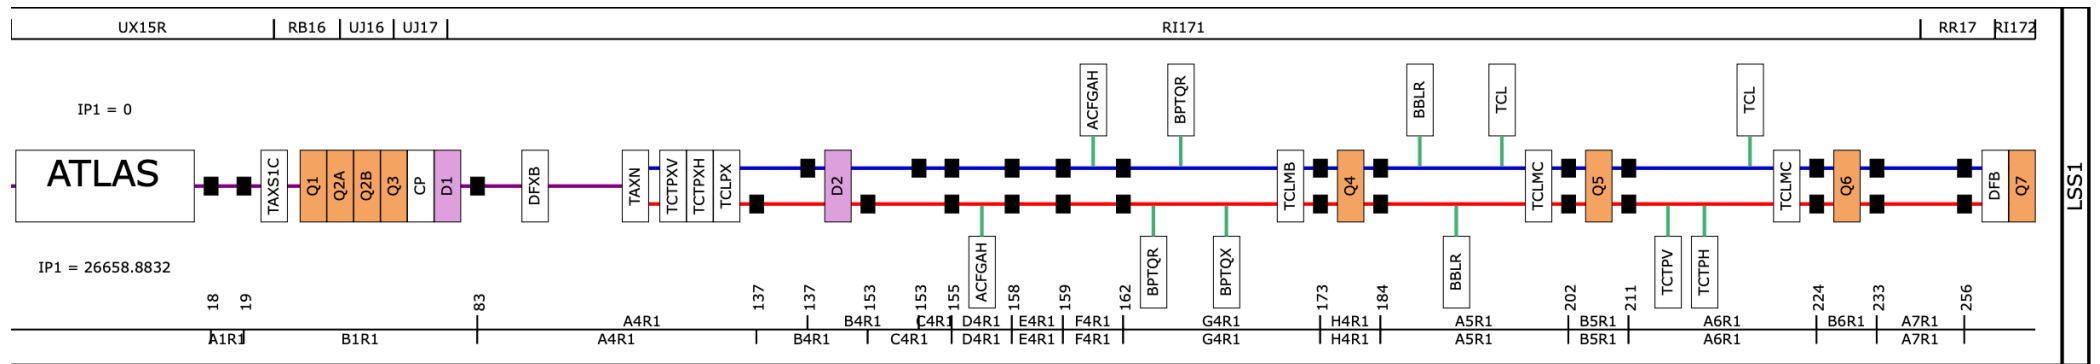 UX15R RB16 UJ16 UJ17 RI171 RR17 RI172
ACFGAH BPTQR BBLR TCL TCL
IP1 = 0
ATLAS TAXS1C Q1 Q2A Q2B Q3 CP D1 DFXB TAXN TCTPXV TCTPXH TCLPX D2 TCLMB Q4 TCLMC Q5 TCLMC Q6 DFB Q7
LSS1
IP1 = 26658.8832
ACFGAH BPTQR BPTQX BBLR TCTPV TCTPH
18 19 83 137 137 153 153 155 158 159 162 173 184 202 211 224 233 256
A4R1 B4R1 C4R1 D4R1 E4R1 F4R1 G4R1 H4R1 A5R1 B5R1 A6R1 B6R1 A7R1
A1R1 B1R1 A4R1 B4R1 C4R1 D4R1 E4R1 F4R1 G4R1 H4R1 A5R1 B5R1 A6R1 A7R1